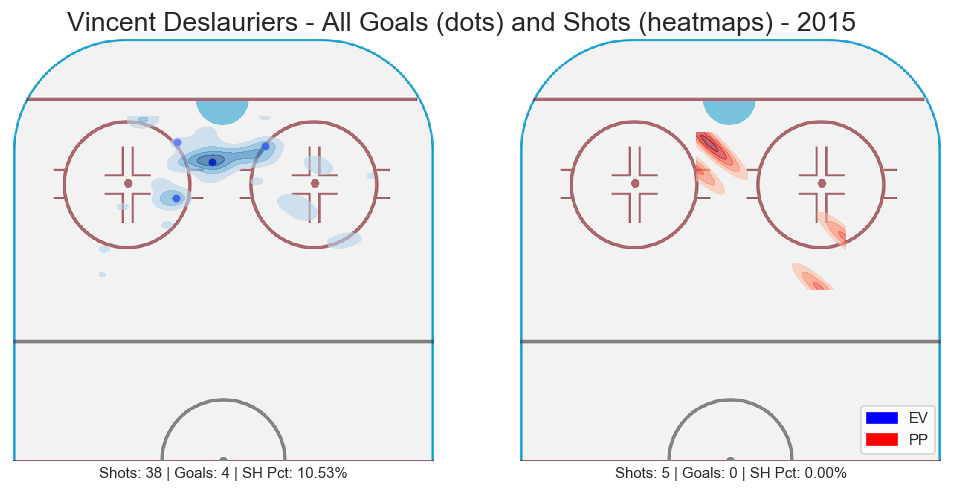 Vincent Deslauriers - All Goals (dots) and Shots (heatmaps) - 2015
EV
PP
Shots: 38 | Goals: 4 | SH Pct: 10.53%
Shots: 5 | Goals: 0 | SH Pct: 0.00%